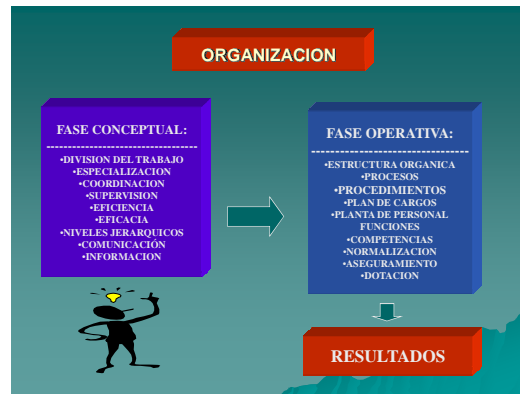 ORGANIZACION
FASE CONCEPTUAL:
-----------------------------------
•DIVISION DEL TRABAJO
•ESPECIALIZACION
•COORDINACION
•SUPERVISION
•EFICIENCIA
•EFICACIA
•NIVELES JERARQUICOS
•COMUNICACIÓN
•INFORMACION
FASE OPERATIVA:
---------------------------------
•ESTRUCTURA ORGANICA
•PROCESOS
•PROCEDIMIENTOS
•PLAN DE CARGOS
•PLANTA DE PERSONAL
FUNCIONES
•COMPETENCIAS
•NORMALIZACION
•ASEGURAMIENTO
•DOTACION
RESULTADOS